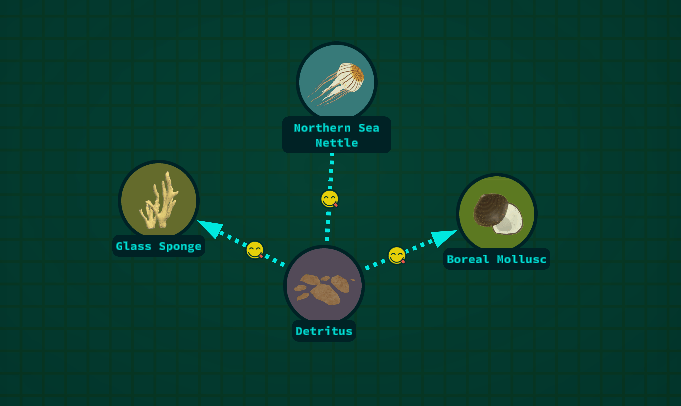 Northern Sea
Nettle
Glass Sponge
Boreal Mollusc
Detritus